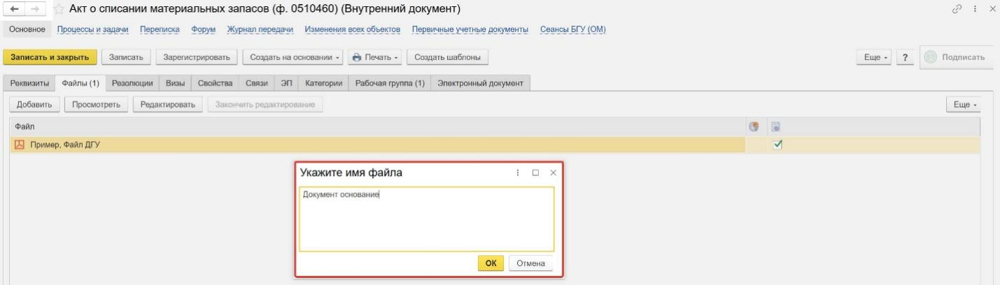 Акт о списании материальных запасов (ф. 0510460) (Внутренний документ)
Основное Процессы и задачи Переписка Форум Журнал передачи Изменения всех объектов Первичные учетные документы Сеансы БГУ (ОМ)
Записать и закрыть Записать Зарегистрировать Создать на основании Печать Создать шаблоны Еще ? Подписать
Реквизиты Файлы (1) Резолюции Визы Свойства Связи ЭП Категории Рабочая группа (1) Электронный документ
Добавить Просмотреть Редактировать Закончить редактирование Еще
Файл
Пример, Файл ДГУ
Укажите имя файла
Документ основание
ОК Отмена